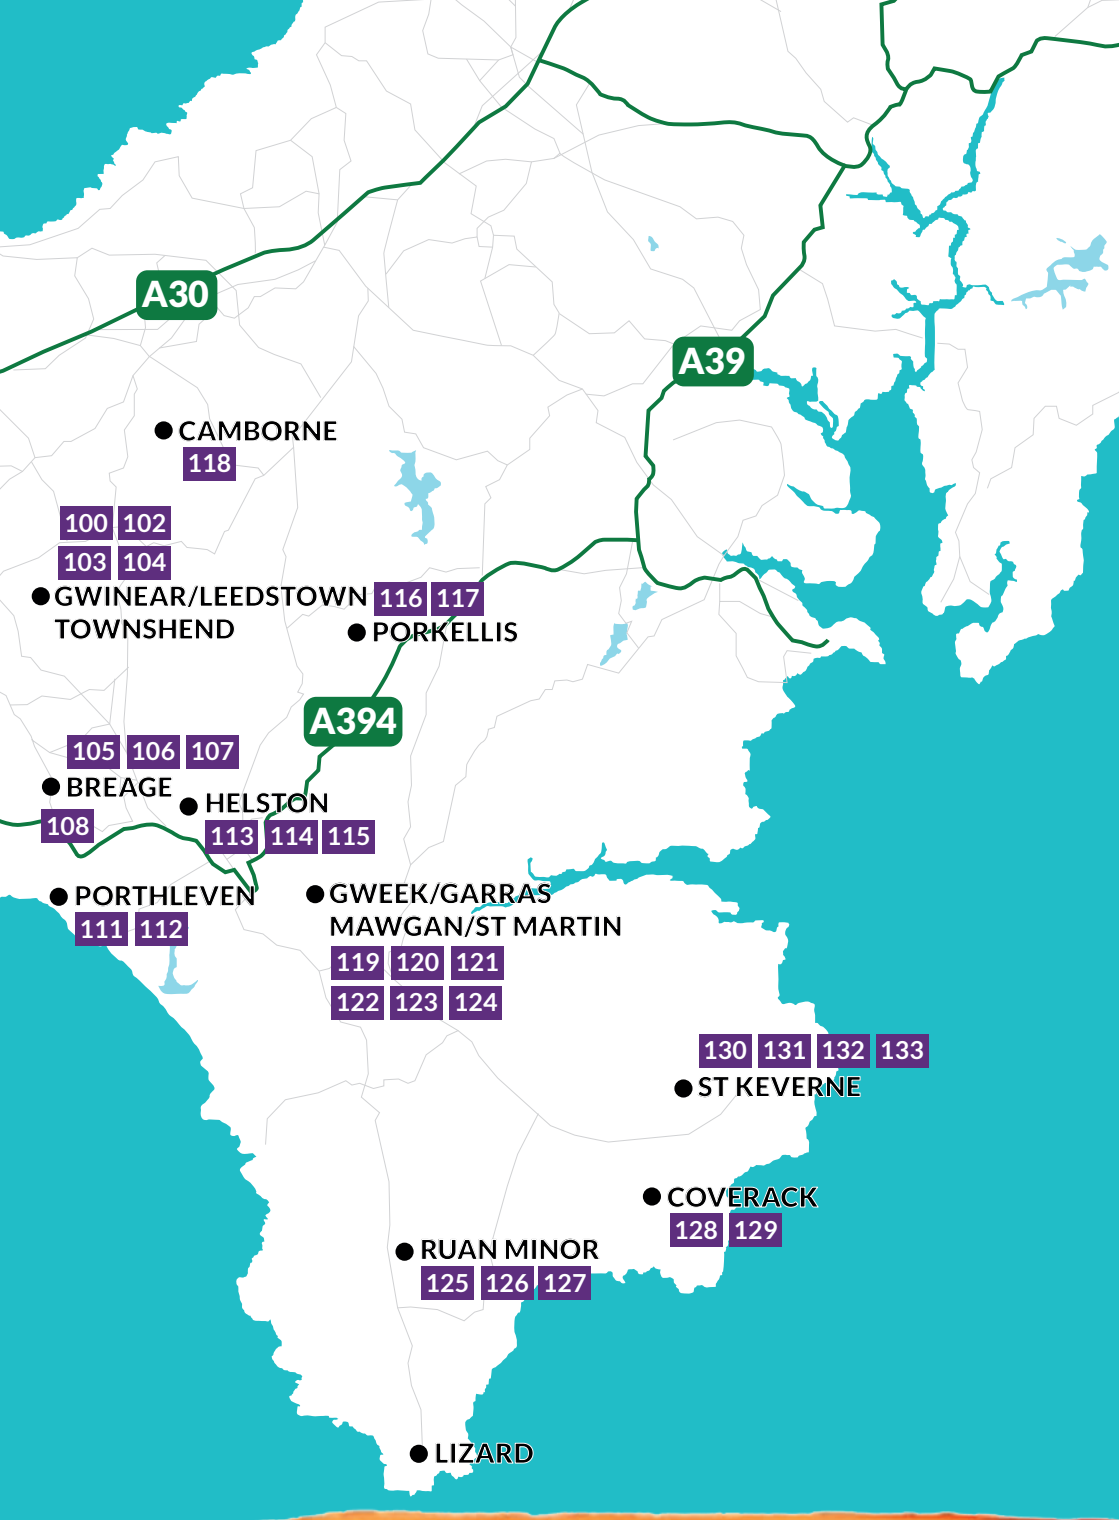 A30
A39
CAMBORNE
118
100 102
103 104
GWINEAR/LEEDSTOWN
TOWNSHEND
116 117
PORKELLIS
A394
105 106 107
BREAGE
108
HELSTON
113 114 115
PORTHLEVEN
111 112
GWEEK/GARRAS
MAWGAN/ST MARTIN
119 120 121
122 123 124
130 131 132 133
ST KEVERNE
COVERACK
128 129
RUAN MINOR
125 126 127
LIZARD